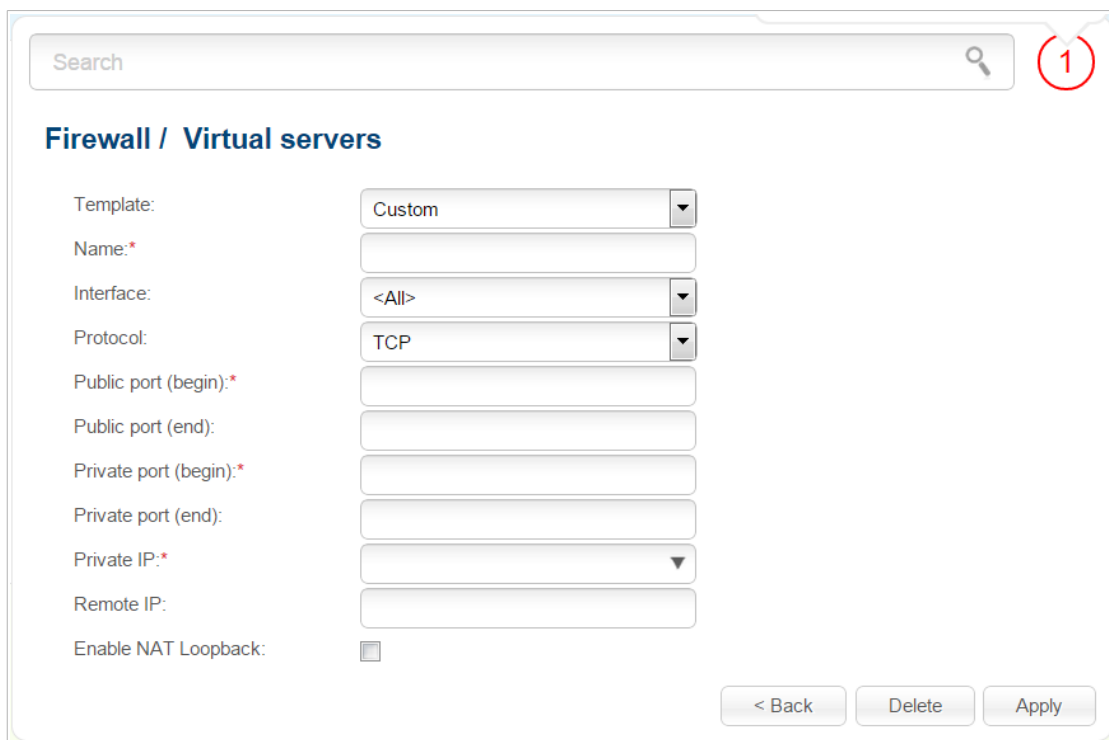 Search
1
Firewall /  Virtual servers
Template: Custom
Name:*
Interface: <All>
Protocol: TCP
Public port (begin):*
Public port (end):
Private port (begin):*
Private port (end):
Private IP:*
Remote IP:
Enable NAT Loopback:
< Back Delete Apply